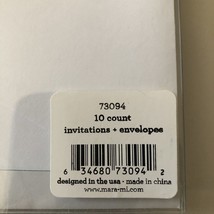 73094
10 count
invitations + envelopes
6 34680 73094 2
designed in the usa • made in china
www.mara-mi.com